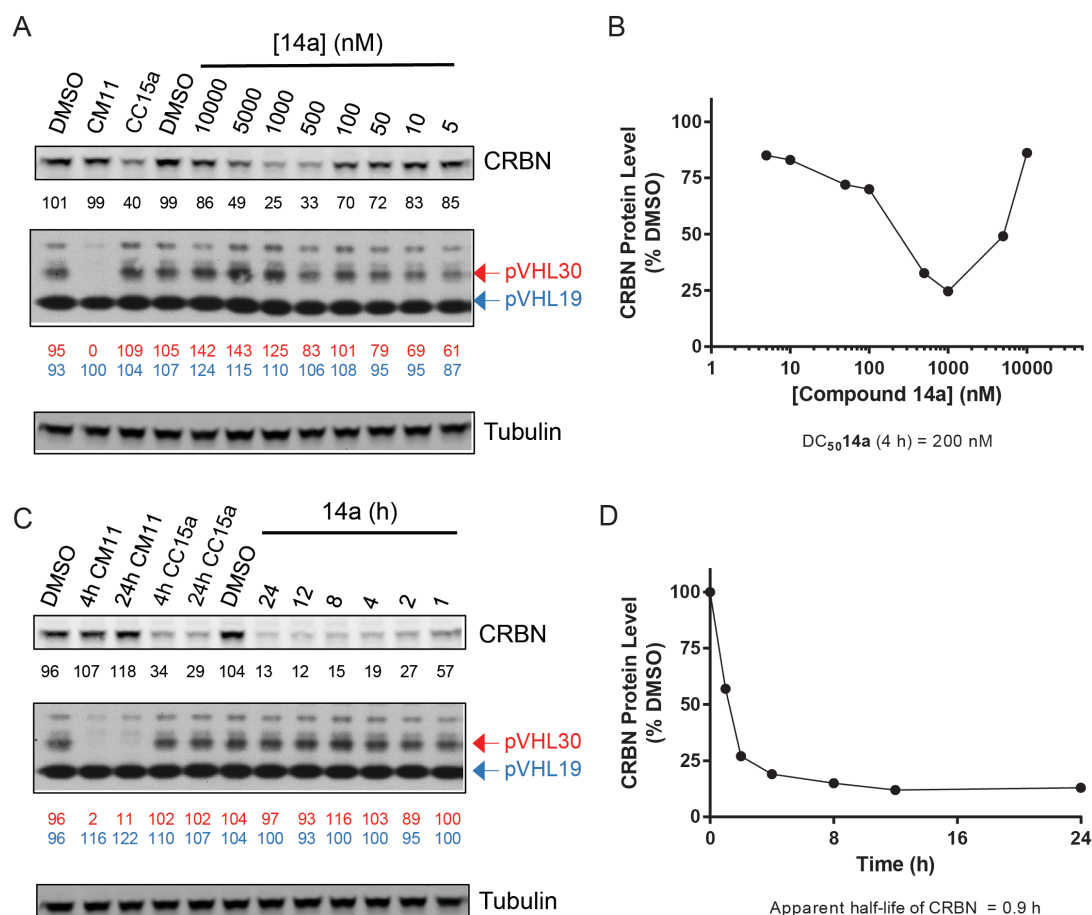 A
[14a] (nM)
DMSO CM11 CC15a DMSO 10000 5000 1000 500 100 50 10 5
CRBN
101 99 40 99 86 49 25 33 70 72 83 85
pVHL30
pVHL19
95 0 109 105 142 143 125 83 101 79 69 61
93 100 104 107 124 115 110 106 108 95 95 87
Tubulin
B
CRBN Protein Level
(% DMSO)
100
75
50
25
0
1 10 100 1000 10000
[Compound 14a] (nM)
DC50 14a (4 h) = 200 nM
C
14a (h)
DMSO 4h CM11 24h CM11 4h CC15a 24h CC15a DMSO 24 12 8 4 2 1
CRBN
96 107 118 34 29 104 13 12 15 19 27 57
pVHL30
pVHL19
96 2 11 102 102 104 97 93 116 103 89 100
96 116 122 110 107 104 100 93 100 100 95 100
Tubulin
D
CRBN Protein Level
(% DMSO)
100
75
50
25
0
0 8 16 24
Time (h)
Apparent half-life of CRBN = 0.9 h